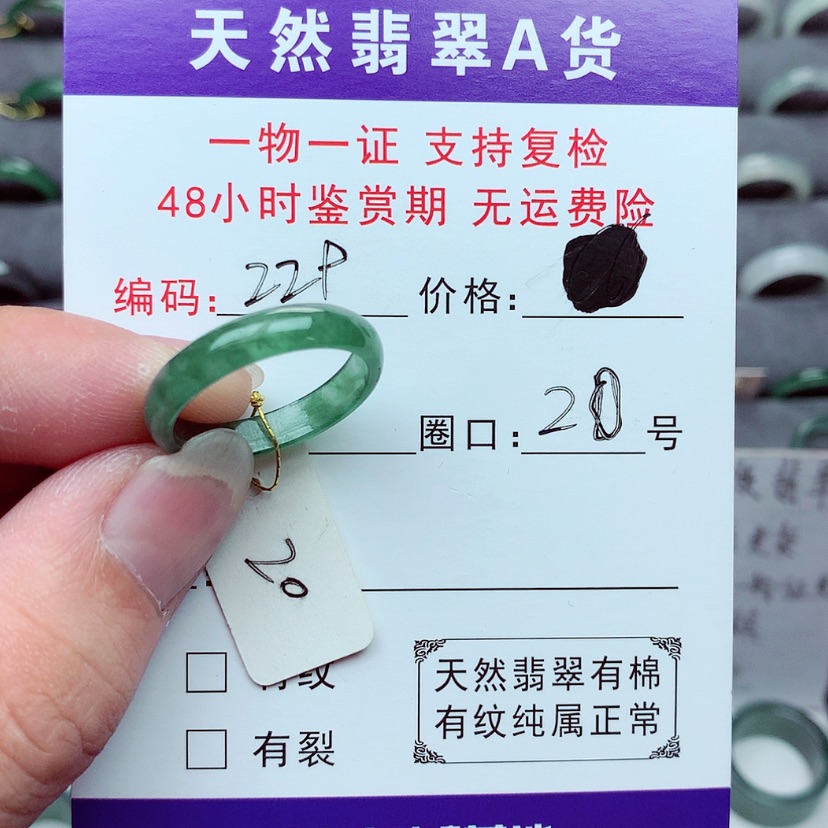 天然翡翠A货
一物一证 支持复检
48小时鉴赏期 无运费险
编码: 价格:
圈口: 20 号
20
有纹
有裂
天然翡翠有棉
有纹纯属正常